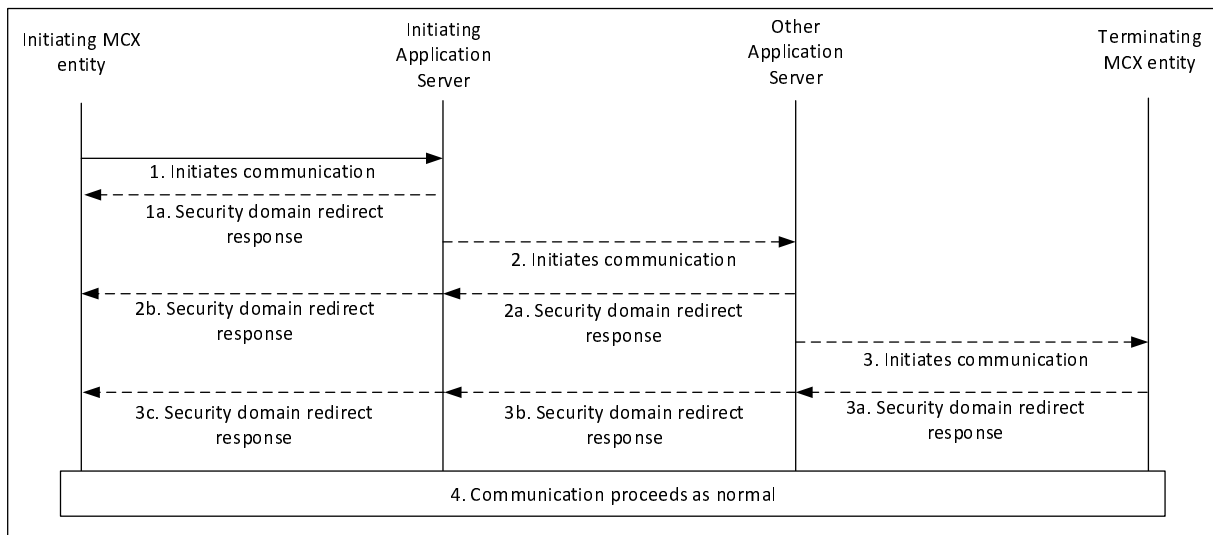 Initiating MCX
entity
Initiating
Application
Server
Other
Application
Server
Terminating
MCX entity
1. Initiates communication
1a. Security domain redirect
response
2. Initiates communication
2b. Security domain redirect
response
2a. Security domain redirect
response
3. Initiates communication
3c. Security domain redirect
response
3b. Security domain redirect
response
3a. Security domain redirect
response
4. Communication proceeds as normal